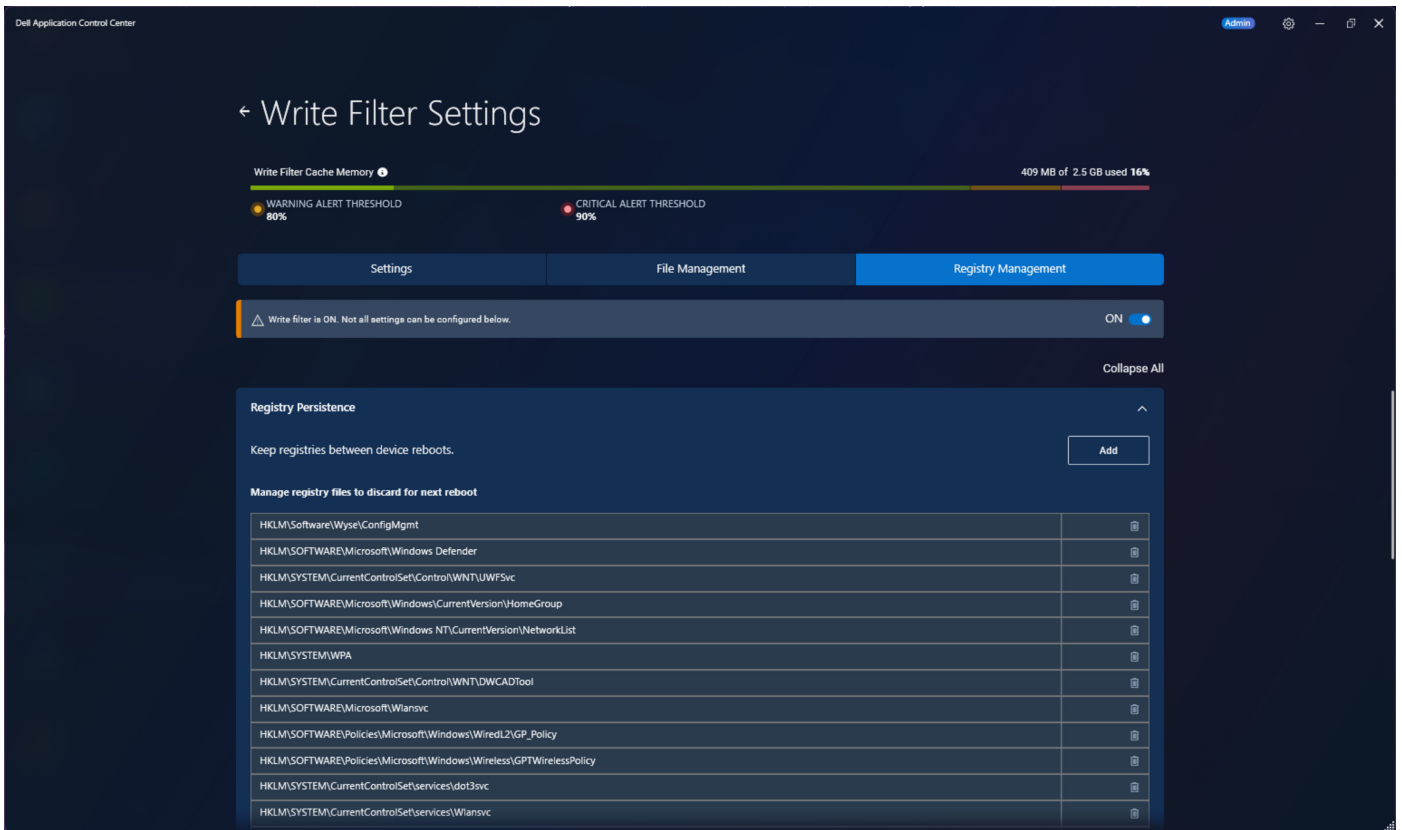 Dell Application Control Center
Admin
Write Filter Settings
Write Filter Cache Memory
409 MB of 2.5 GB used 16%
WARNING ALERT THRESHOLD
80%
CRITICAL ALERT THRESHOLD
90%
Settings
File Management
Registry Management
Write filter is ON. Not all settings can be configured below.
ON
Collapse All
Registry Persistence
Keep registries between device reboots.
Add
Manage registry files to discard for next reboot
HKLM\Software\Wyse\ConfigMgmt
HKLM\SOFTWARE\Microsoft\Windows Defender
HKLM\SYSTEM\CurrentControlSet\Control\WNT\UWFSvc
HKLM\SOFTWARE\Microsoft\Windows\CurrentVersion\HomeGroup
HKLM\SOFTWARE\Microsoft\Windows NT\CurrentVersion\NetworkList
HKLM\SYSTEM\WPA
HKLM\SYSTEM\CurrentControlSet\Control\WNT\DWCADTool
HKLM\SOFTWARE\Microsoft\Wlansvc
HKLM\SOFTWARE\Policies\Microsoft\Windows\WiredL2\GP_Policy
HKLM\SOFTWARE\Policies\Microsoft\Windows\Wireless\GPTWirelessPolicy
HKLM\SYSTEM\CurrentControlSet\services\dot3svc
HKLM\SYSTEM\CurrentControlSet\services\Wlansvc